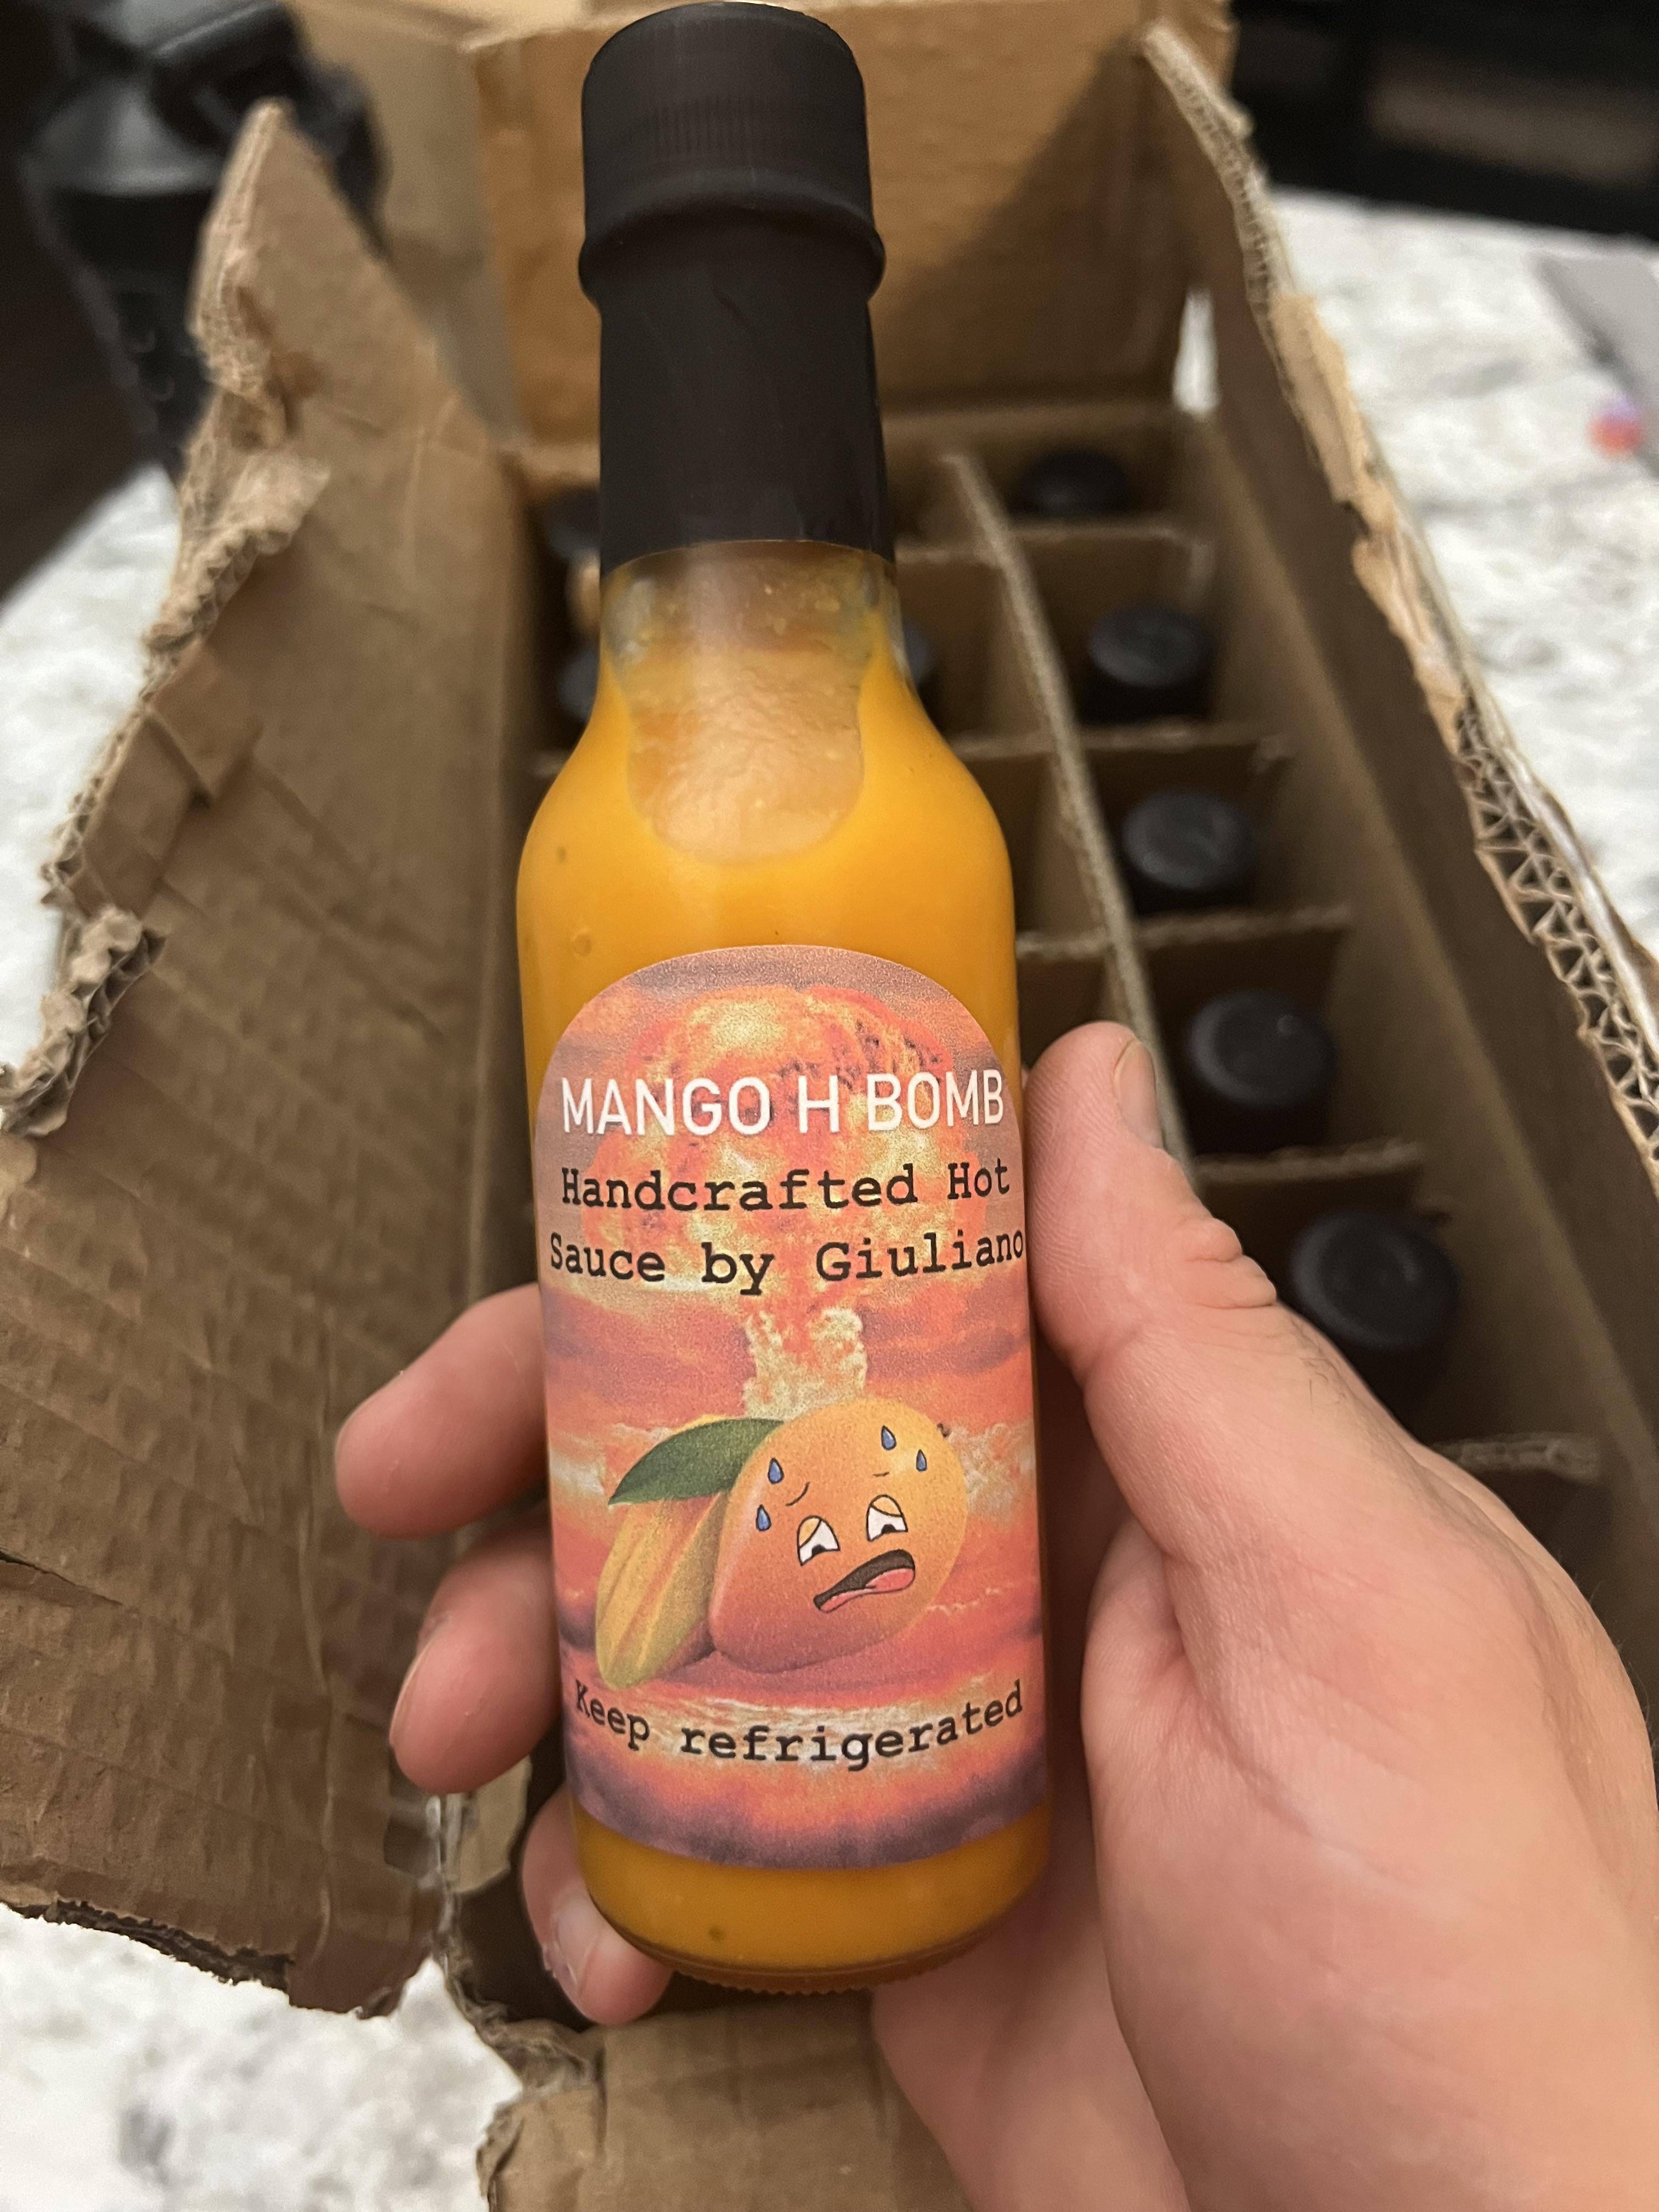 MANGO H BOMB
Handcrafted Hot
Sauce by Giuliano
Keep refrigerated